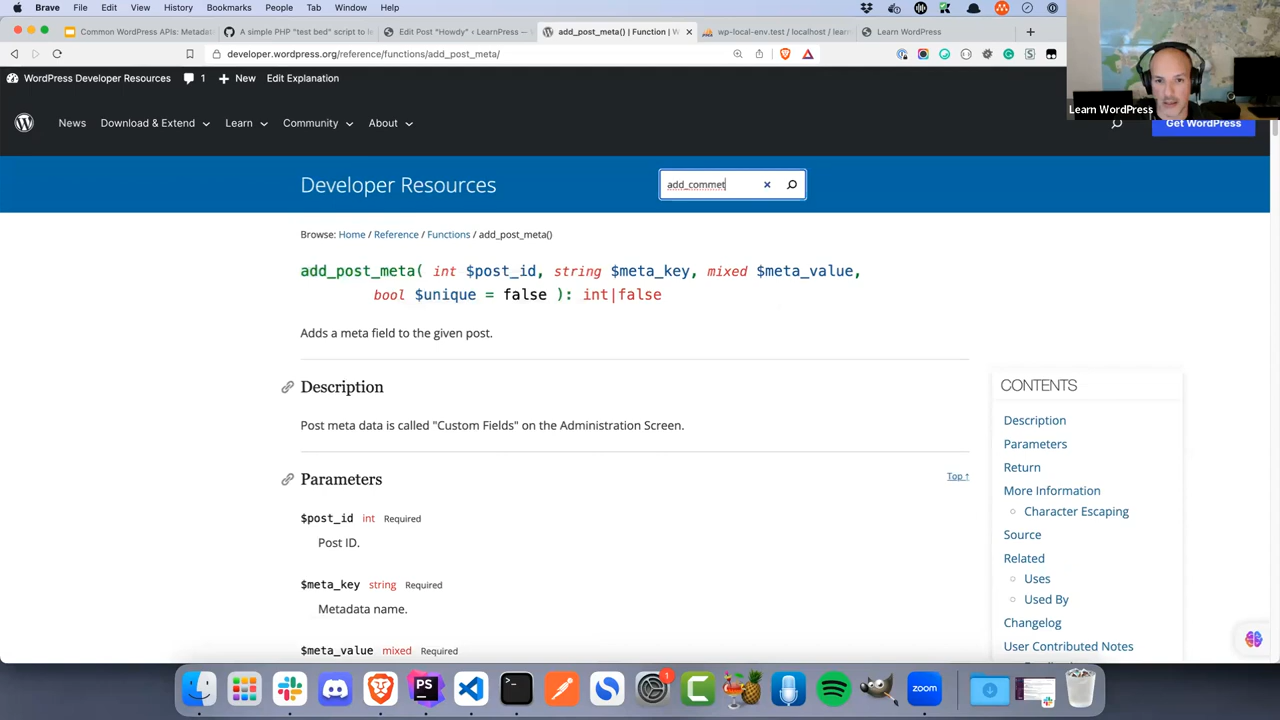 Brave File Edit View History Bookmarks People Tab Window Help
Common WordPress APIs: Metada
A simple PHP "test bed" script to l
Edit Post "Howdy" ‹ LearnPress —
add_post_meta() | Function | W
wp-local-env.test / localhost / learn
Learn WordPress
developer.wordpress.org/reference/functions/add_post_meta/
WordPress Developer Resources 1 New Edit Explanation
Learn WordPress
News Download & Extend Learn Community About
Get WordPress
Developer Resources
add_commet
Browse: Home / Reference / Functions / add_post_meta()
add_post_meta( int $post_id, string $meta_key, mixed $meta_value,
bool $unique = false ): int|false
Adds a meta field to the given post.
Description
Post meta data is called "Custom Fields" on the Administration Screen.
Parameters
Top ↑
$post_id int Required
Post ID.
$meta_key string Required
Metadata name.
$meta_value mixed Required
CONTENTS
Description
Parameters
Return
More Information
Character Escaping
Source
Related
Uses
Used By
Changelog
User Contributed Notes
PS
1
zoom